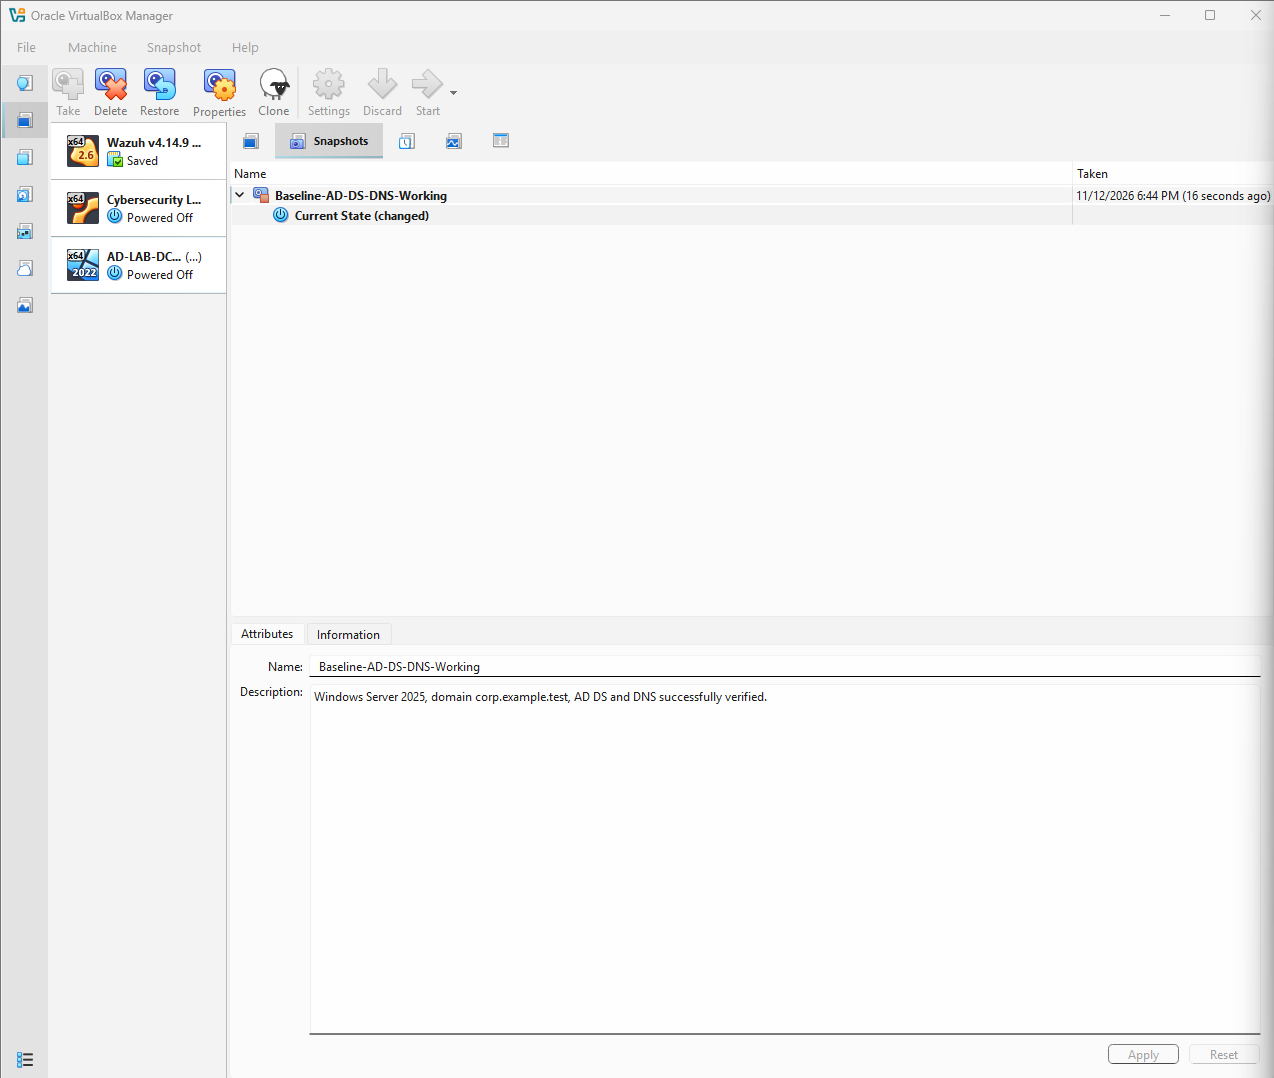 Oracle VirtualBox Manager
File Machine Snapshot Help
Take Delete Restore Properties Clone Settings Discard Start
x64 2.6 Wazuh v4.14.9 ...
Saved
x64 Cybersecurity L...
Powered Off
x64 2022 AD-LAB-DC... (...)
Powered Off
Snapshots
Name Taken
Baseline-AD-DS-DNS-Working 11/12/2026 6:44 PM (16 seconds ago)
Current State (changed)
Attributes Information
Name: Baseline-AD-DS-DNS-Working
Description: Windows Server 2025, domain corp.example.test, AD DS and DNS successfully verified.
Apply Reset